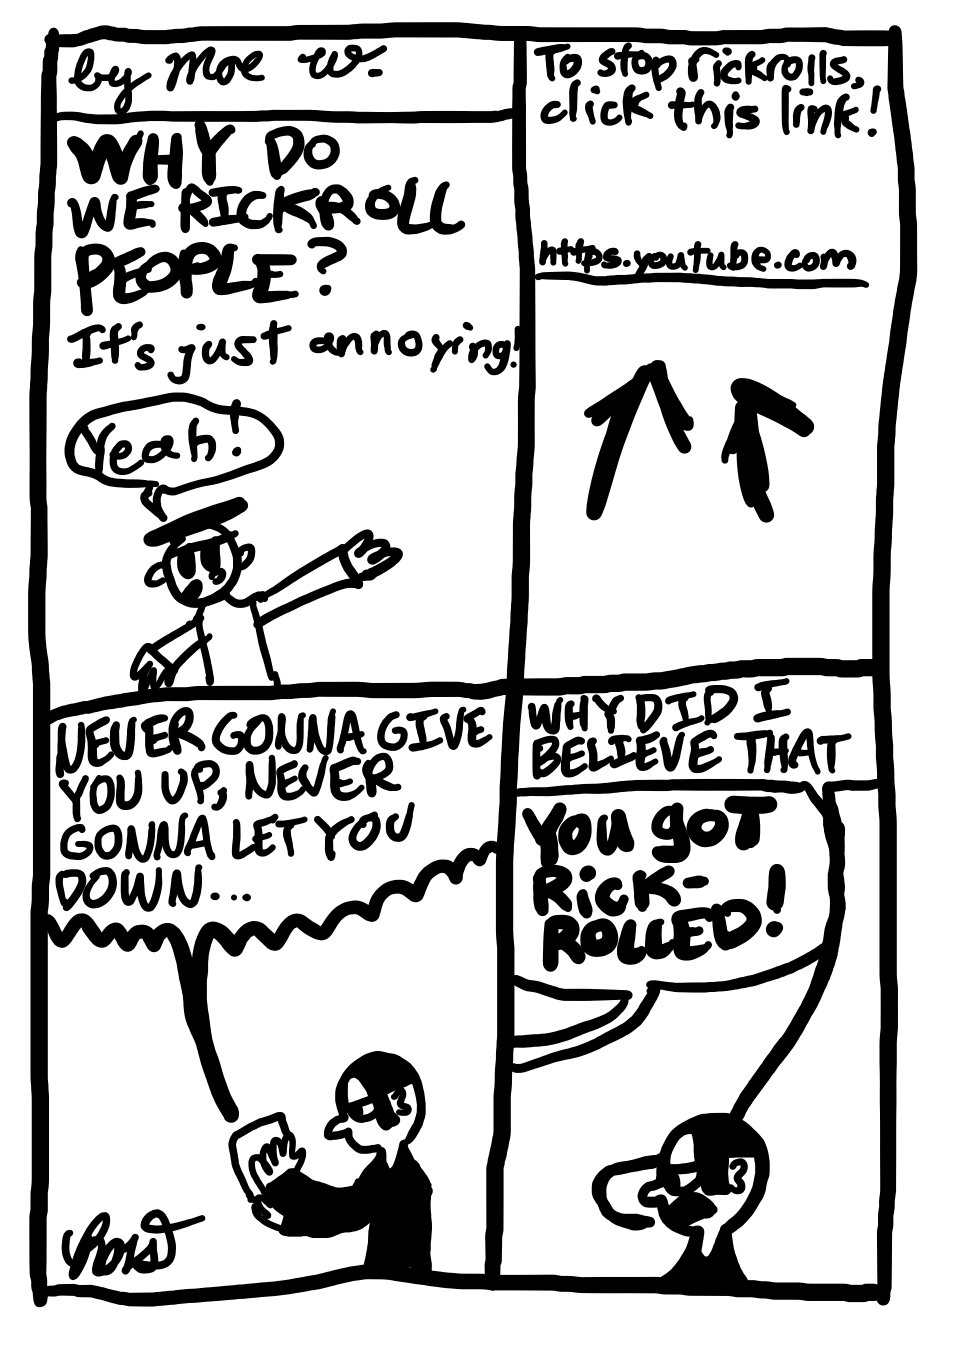 by Moe W.
WHY DO
WE RICKROLL
PEOPLE?
It's just annoying!
Yeah!
To stop rickrolls,
click this link!
https.youtube.com
NEVER GONNA GIVE
YOU UP, NEVER
GONNA LET YOU
DOWN...
WHY DID I
BELIEVE THAT
You goT
Rick-
ROLLED!